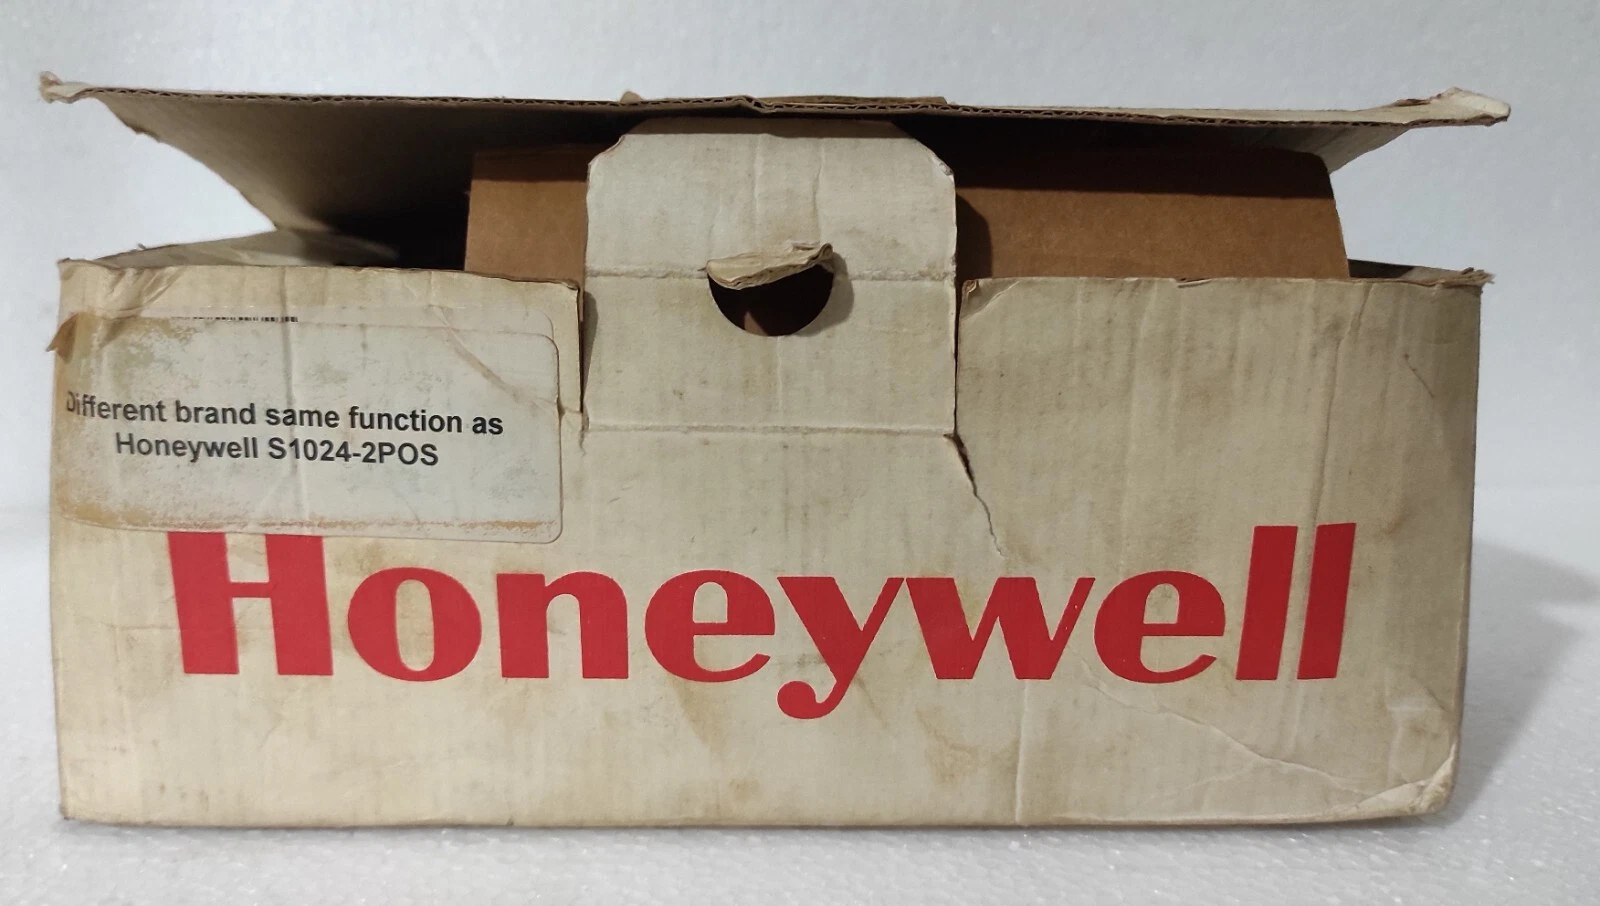 Different brand same function as
Honeywell S1024-2POS
Honeywell